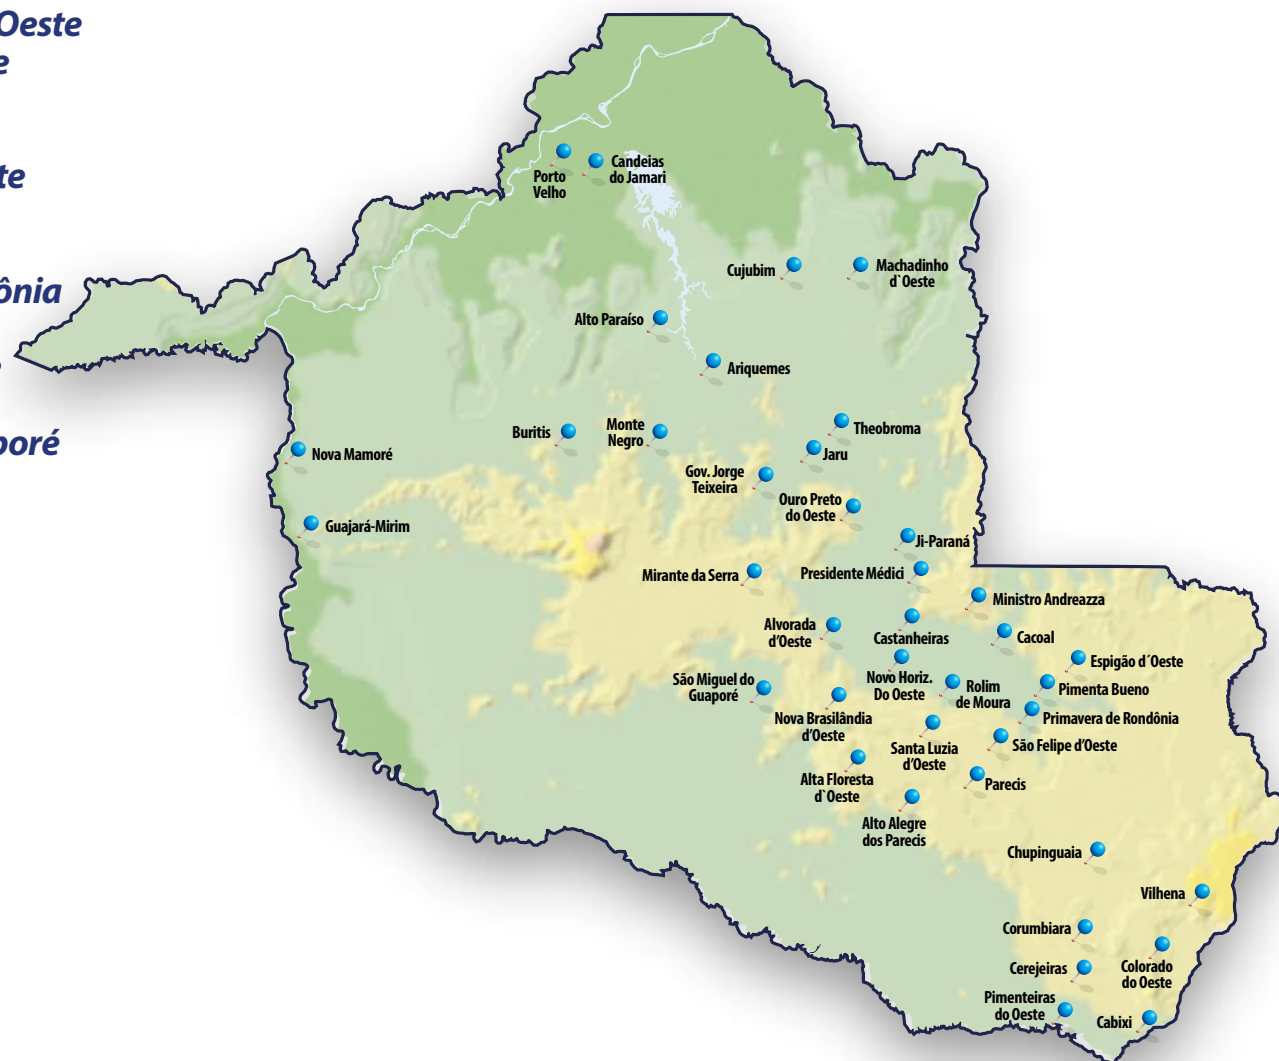 Oeste
e
te
ônia
poré
Porto
Velho
Candeias
do Jamari
Cujubim
Machadinho
d`Oeste
Alto Paraíso
Ariquemes
Buritis
Monte
Negro
Theobroma
Jaru
Nova Mamoré
Gov. Jorge
Teixeira
Ouro Preto
do Oeste
Guajará-Mirim
Ji-Paraná
Mirante da Serra
Presidente Médici
Ministro Andreazza
Alvorada
d’Oeste
Castanheiras
Cacoal
Espigão d´Oeste
São Miguel do
Guaporé
Novo Horiz.
Do Oeste
Rolim
de Moura
Pimenta Bueno
Nova Brasilândia
d’Oeste
Primavera de Rondônia
Santa Luzia
d’Oeste
São Felipe d’Oeste
Alta Floresta
d`Oeste
Parecis
Alto Alegre
dos Parecis
Chupinguaia
Vilhena
Corumbiara
Cerejeiras
Colorado
do Oeste
Pimenteiras
do Oeste
Cabixi